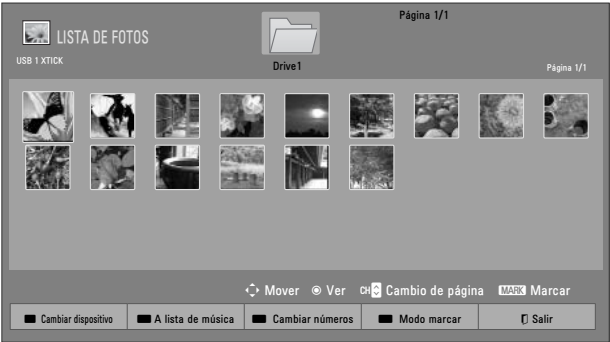 Página 1/1
LISTA DE FOTOS
USB 1 XTICK
Drive1
Página 1/1
Mover Ver CH Cambio de página MARK Marcar
Cambiar dispositivo A lista de música Cambiar números Modo marcar Salir